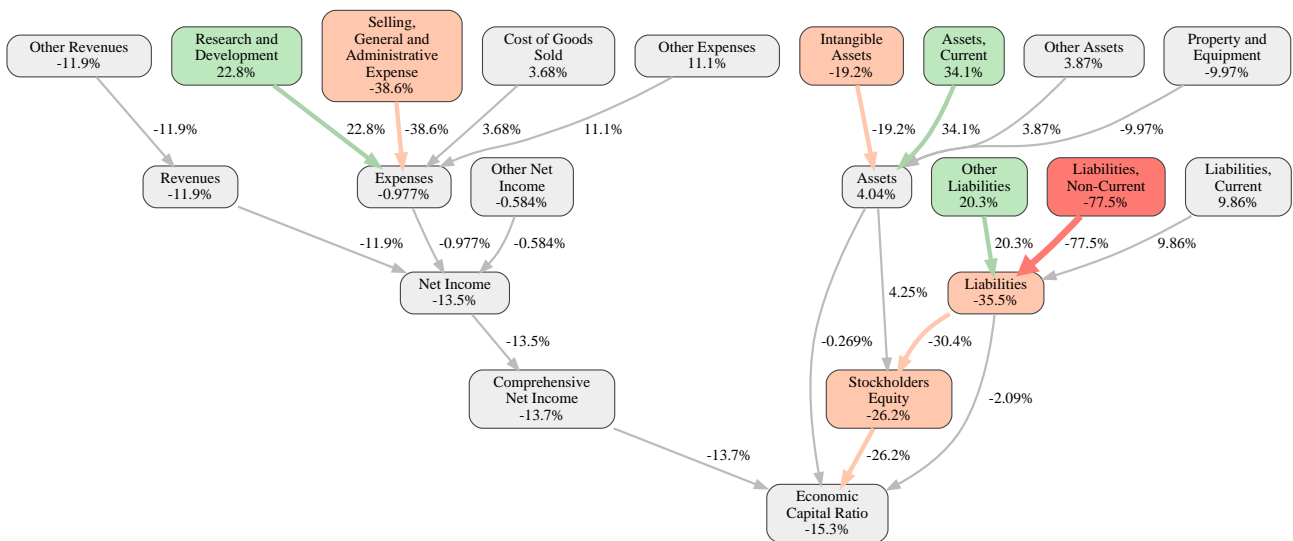 Other Revenues
-11.9%
Research and
Development
22.8%
Selling,
General and
Administrative
Expense
-38.6%
Cost of Goods
Sold
3.68%
Other Expenses
11.1%
Intangible
Assets
-19.2%
Assets,
Current
34.1%
Other Assets
3.87%
Property and
Equipment
-9.97%
-11.9%
22.8%
-38.6%
3.68%
11.1%
-19.2%
34.1%
3.87%
-9.97%
Revenues
-11.9%
Expenses
-0.977%
Other Net
Income
-0.584%
Assets
4.04%
Other
Liabilities
20.3%
Liabilities,
Non-Current
-77.5%
Liabilities,
Current
9.86%
-11.9%
-0.977%
-0.584%
20.3%
-77.5%
9.86%
Net Income
-13.5%
4.25%
Liabilities
-35.5%
-13.5%
-0.269%
-30.4%
Comprehensive
Net Income
-13.7%
Stockholders
Equity
-26.2%
-2.09%
-13.7%
-26.2%
Economic
Capital Ratio
-15.3%